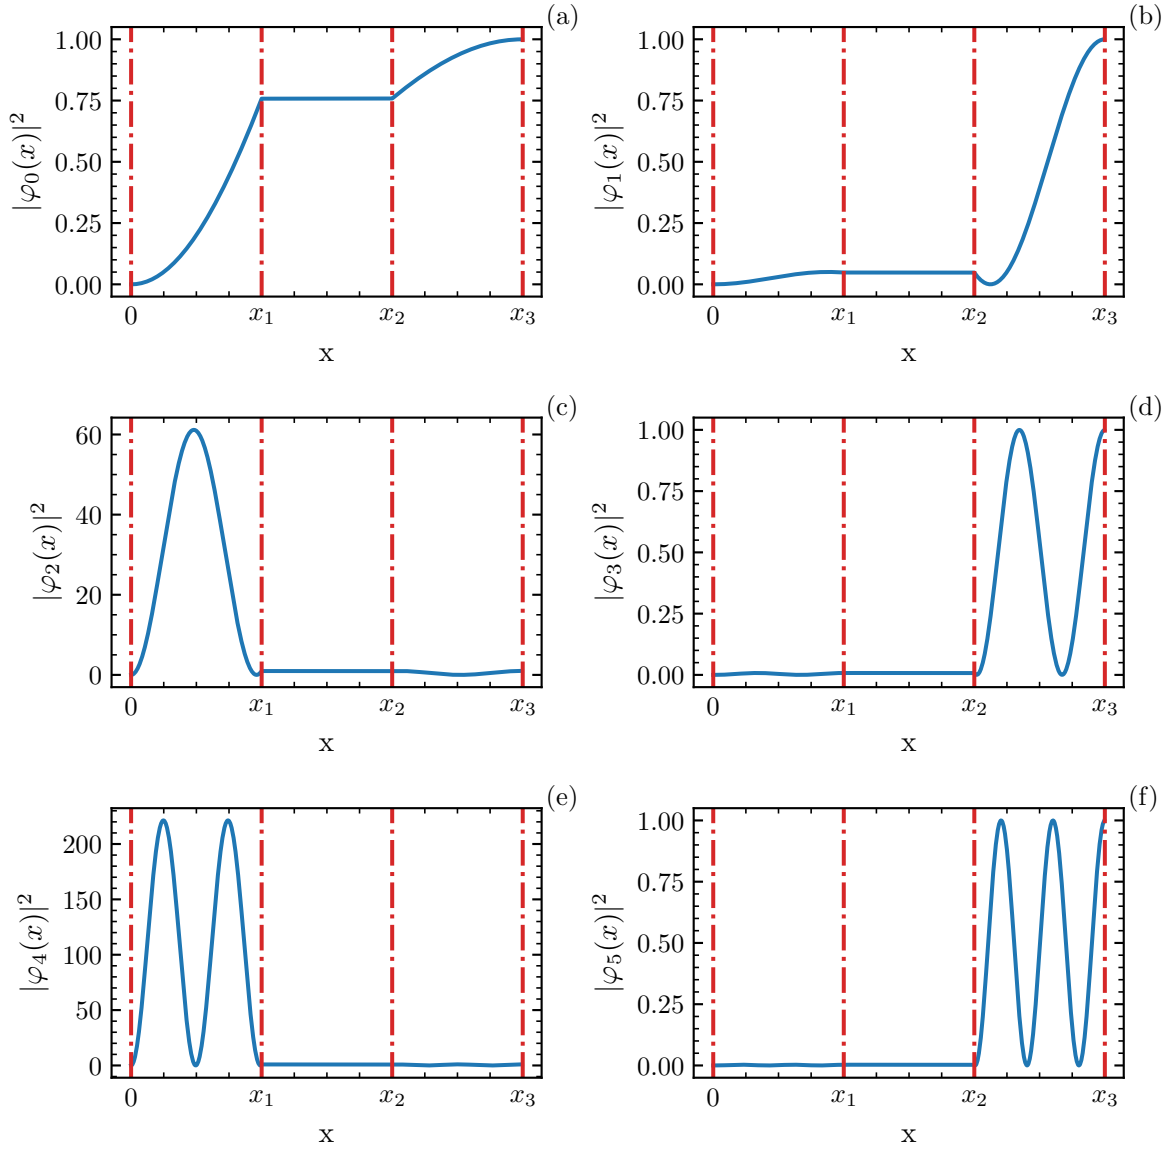 (a)
|φ₀(x)|²
1.00
0.75
0.50
0.25
0.00
0 x₁ x₂ x₃
x
(b)
|φ₁(x)|²
1.00
0.75
0.50
0.25
0.00
0 x₁ x₂ x₃
x
(c)
|φ₂(x)|²
60
40
20
0
0 x₁ x₂ x₃
x
(d)
|φ₃(x)|²
1.00
0.75
0.50
0.25
0.00
0 x₁ x₂ x₃
x
(e)
|φ₄(x)|²
200
150
100
50
0
0 x₁ x₂ x₃
x
(f)
|φ₅(x)|²
1.00
0.75
0.50
0.25
0.00
0 x₁ x₂ x₃
x